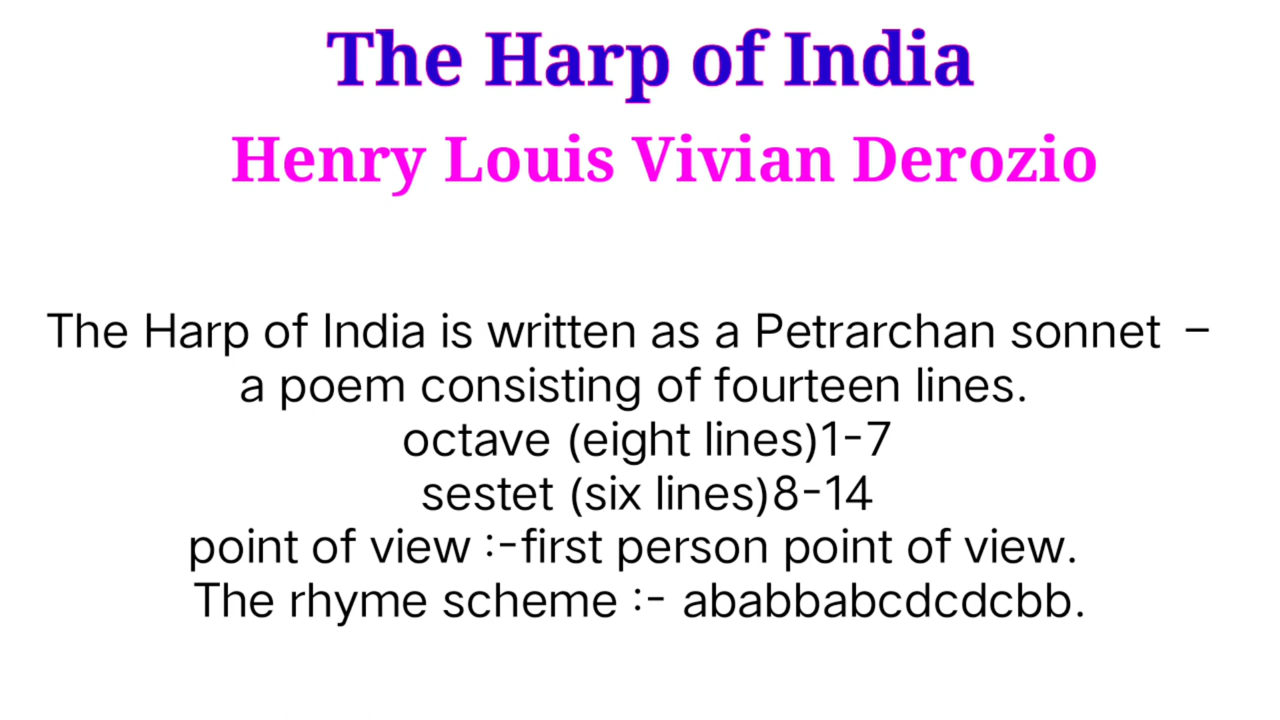 The Harp of India
Henry Louis Vivian Derozio
The Harp of India is written as a Petrarchan sonnet –
a poem consisting of fourteen lines.
octave (eight lines)1-7
sestet (six lines)8-14
point of view :-first person point of view.
The rhyme scheme :- ababbabcdcdcbb.